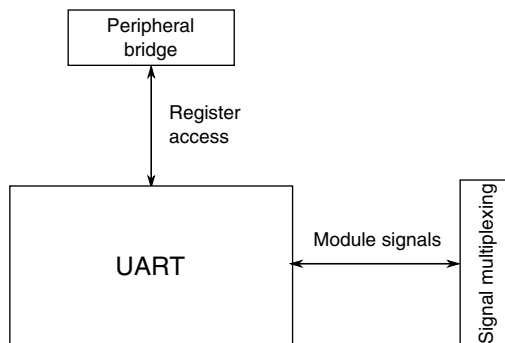 Peripheral
bridge
Register
access
UART
Module signals
Signal multiplexing